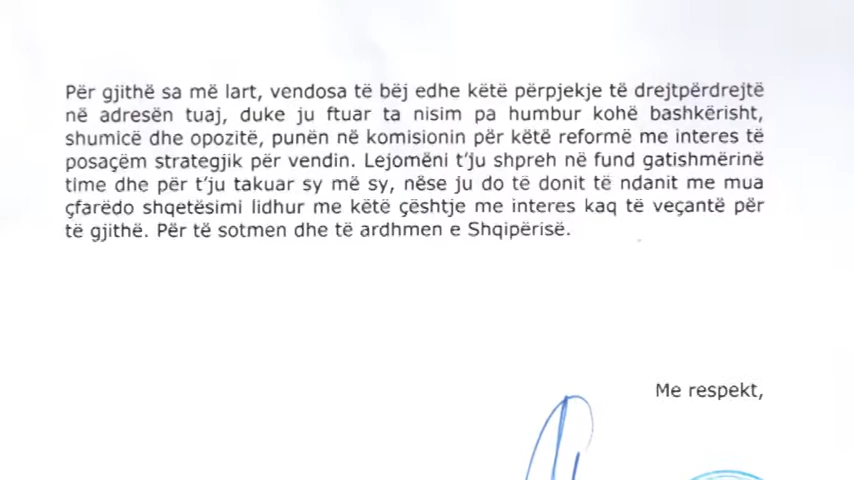 Për gjithë sa më lart, vendosa të bëj edhe këtë përpjekje të drejtpërdrejtë
në adresën tuaj, duke ju ftuar ta nisim pa humbur kohë bashkërisht,
shumicë dhe opozitë, punën në komisionin për këtë reformë me interes të
posaçëm strategjik për vendin. Lejomëni t’ju shpreh në fund gatishmërinë
time dhe për t’ju takuar sy më sy, nëse ju do të donit të ndanit me mua
çfarëdo shqetësimi lidhur me këtë çështje me interes kaq të veçantë për
të gjithë. Për të sotmen dhe të ardhmen e Shqipërisë.
Me respekt,